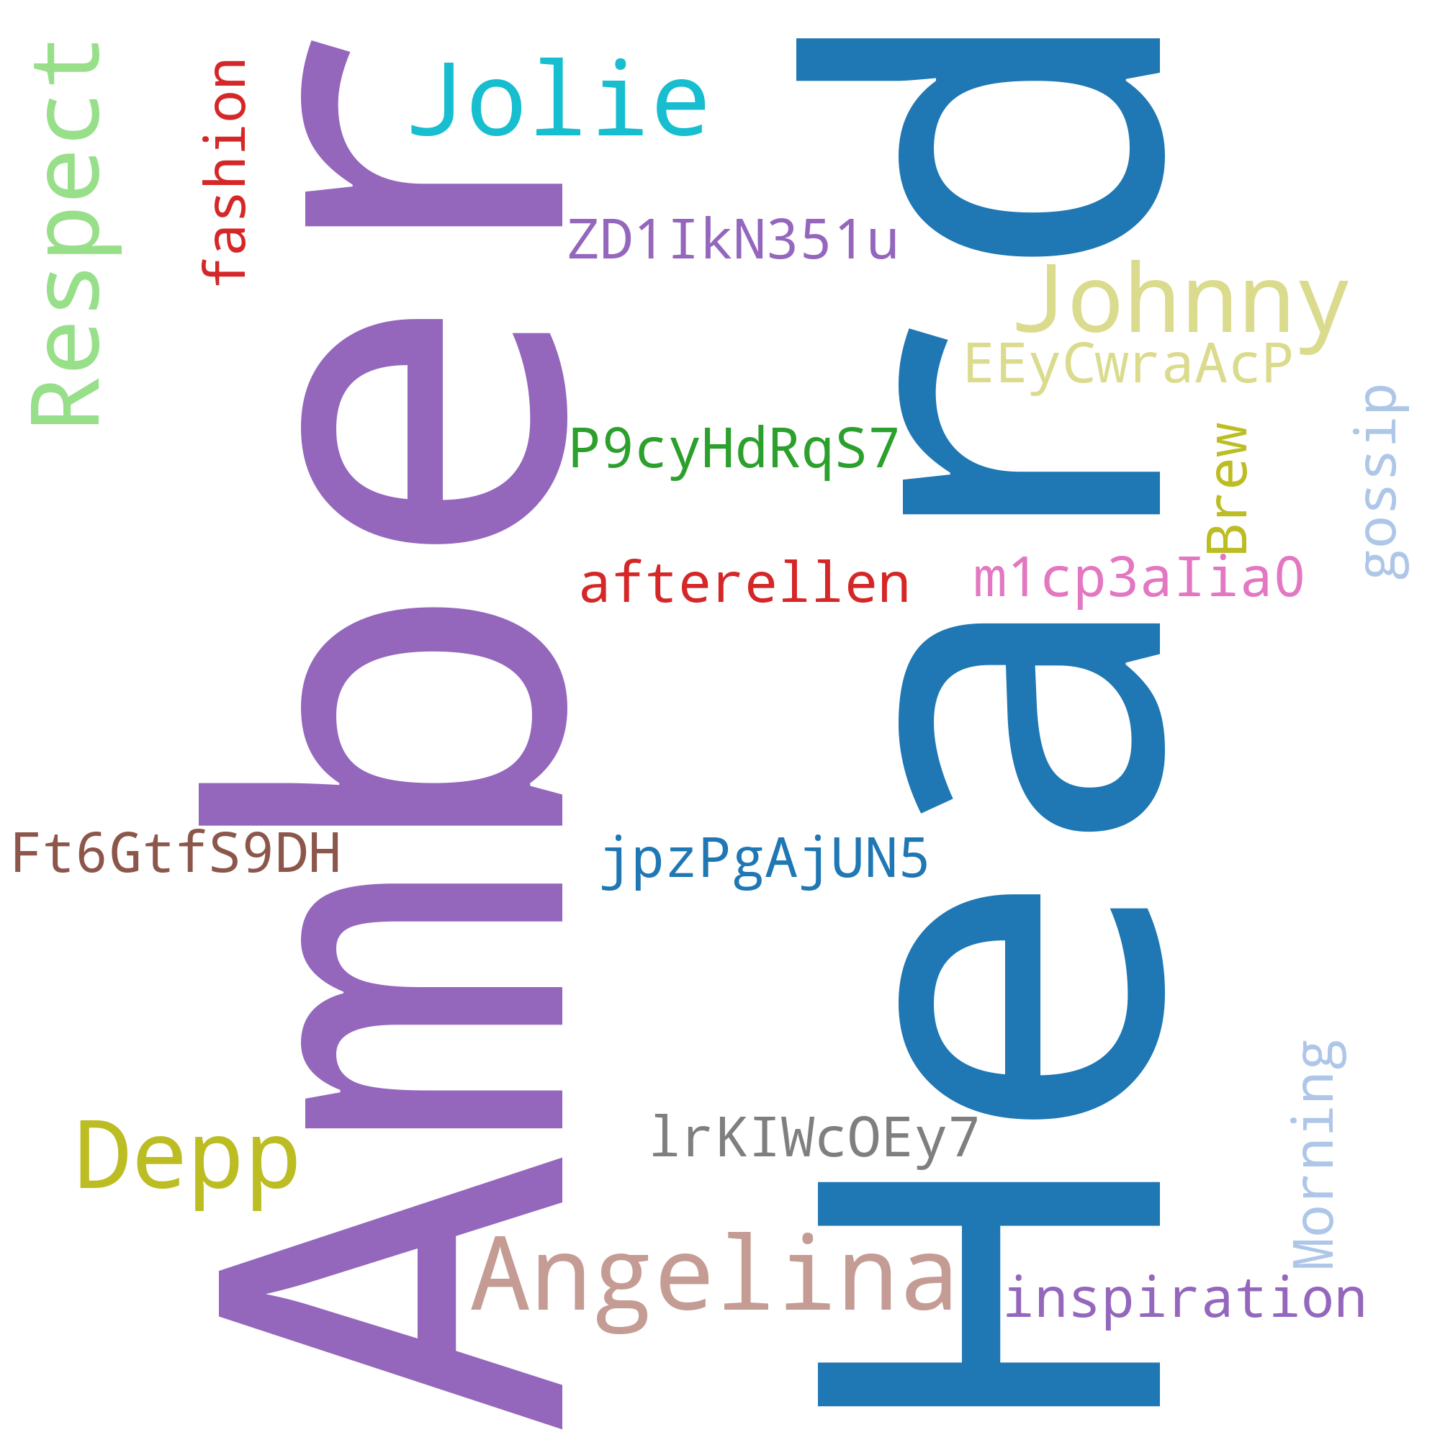 Respect
fashion
Amber
Jolie
ZD1IkN351u
Heard
Johnny
EEyCwraAcP
P9cyHdRqS7
Brew
gossip
afterellen
m1cp3aIiaO
Ft6GtfS9DH
jpzPgAjUN5
Depp
lrKIWcOEy7
Morning
Angelina
inspiration